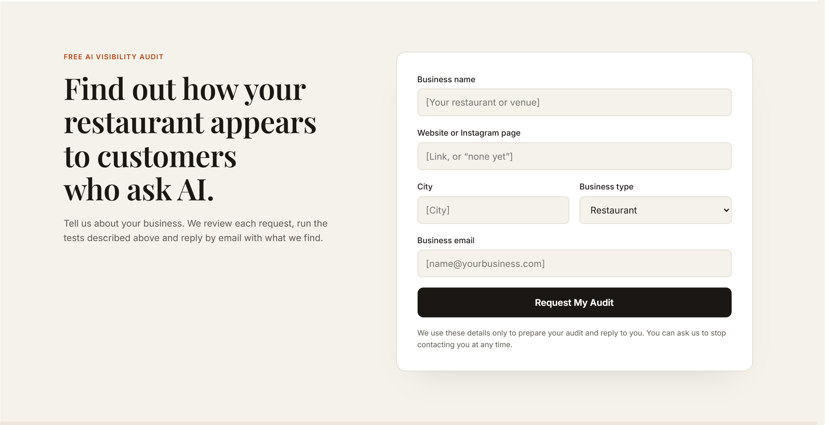 FREE AI VISIBILITY AUDIT
Find out how your
restaurant appears
to customers
who ask AI.
Tell us about your business. We review each request, run the
tests described above and reply by email with what we find.
Business name
[Your restaurant or venue]
Website or Instagram page
[Link, or “none yet”]
City
Business type
[City]
Restaurant
Business email
[name@yourbusiness.com]
Request My Audit
We use these details only to prepare your audit and reply to you. You can ask us to stop
contacting you at any time.